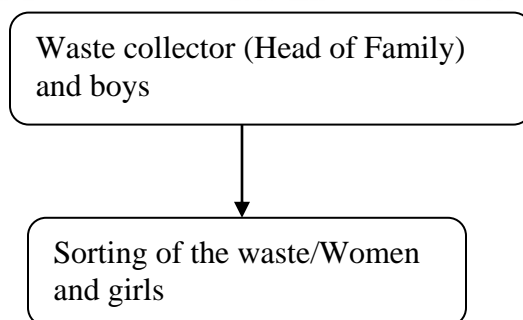 Waste collector (Head of Family)
and boys
Sorting of the waste/Women
and girls